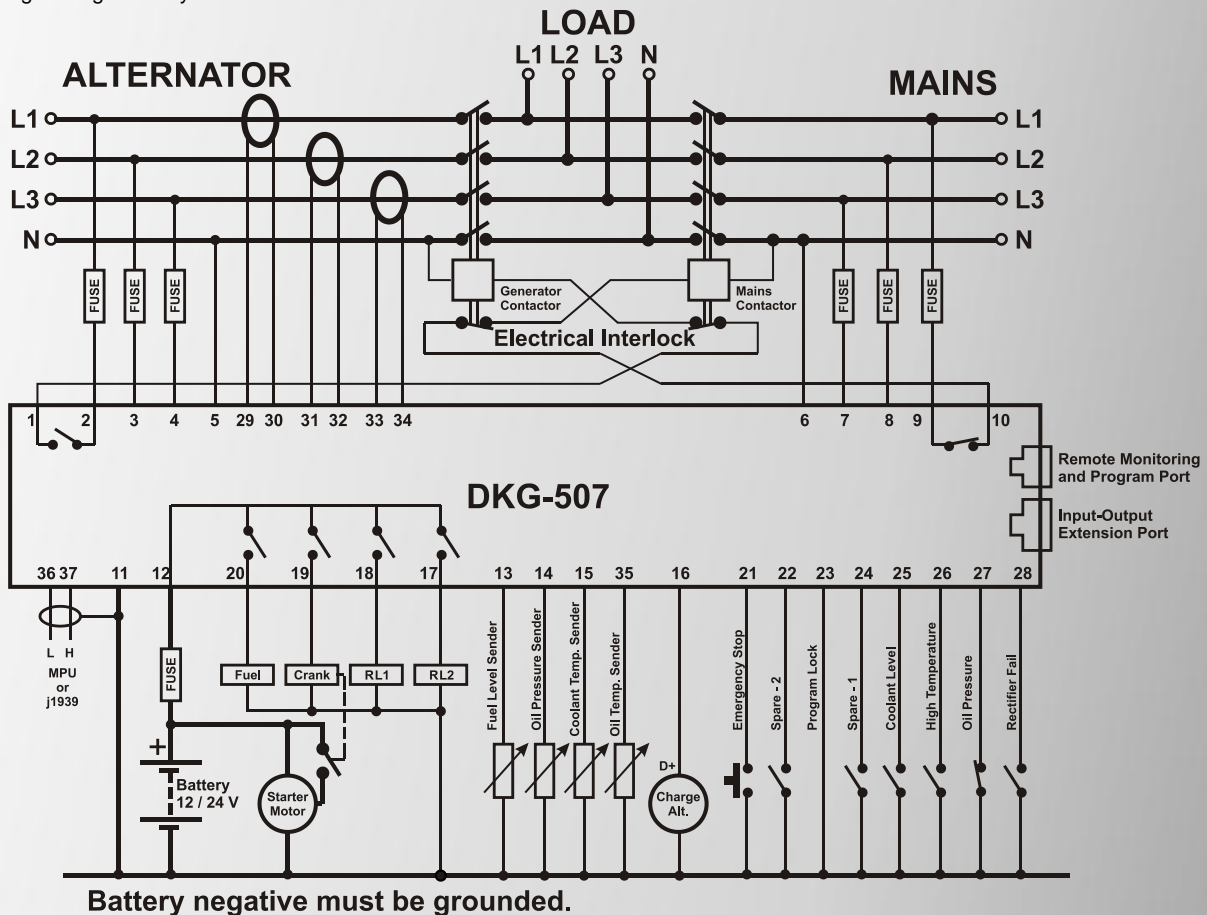 LOAD
L1 L2 L3 N
ALTERNATOR
MAINS
L1
L2
L3
N
L1
L2
L3
N
FUSE
FUSE
FUSE
Generator
Contactor
Mains
Contactor
FUSE
FUSE
FUSE
Electrical Interlock
1 2 3 4 5 29 30 31 32 33 34 6 7 8 9 10
DKG-507
Remote Monitoring
and Program Port
Input-Output
Extension Port
36 37 11 12 20 19 18 17 13 14 15 35 16 21 22 23 24 25 26 27 28
L H
MPU
or
j1939
FUSE
Fuel
Crank
RL1
RL2
Fuel Level Sender
Oil Pressure Sender
Coolant Temp. Sender
Oil Temp. Sender
Emergency Stop
Spare - 2
Program Lock
Spare - 1
Coolant Level
High Temperature
Oil Pressure
Rectifier Fail
+
Battery
12 / 24 V
Starter
Motor
D+
Charge
Alt.
Battery negative must be grounded.